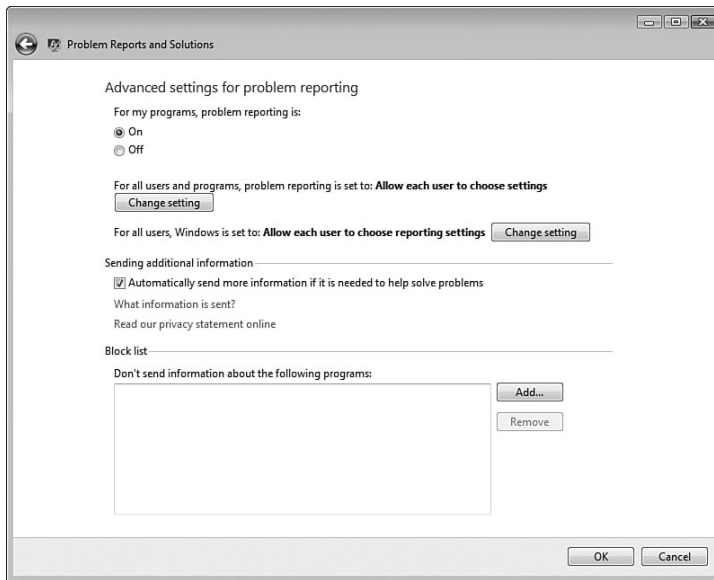 Problem Reports and Solutions
Advanced settings for problem reporting
For my programs, problem reporting is:
On
Off
For all users and programs, problem reporting is set to: Allow each user to choose settings
Change setting
For all users, Windows is set to: Allow each user to choose reporting settings Change setting
Sending additional information
Automatically send more information if it is needed to help solve problems
What information is sent?
Read our privacy statement online
Block list
Don't send information about the following programs:
Add...
Remove
OK Cancel